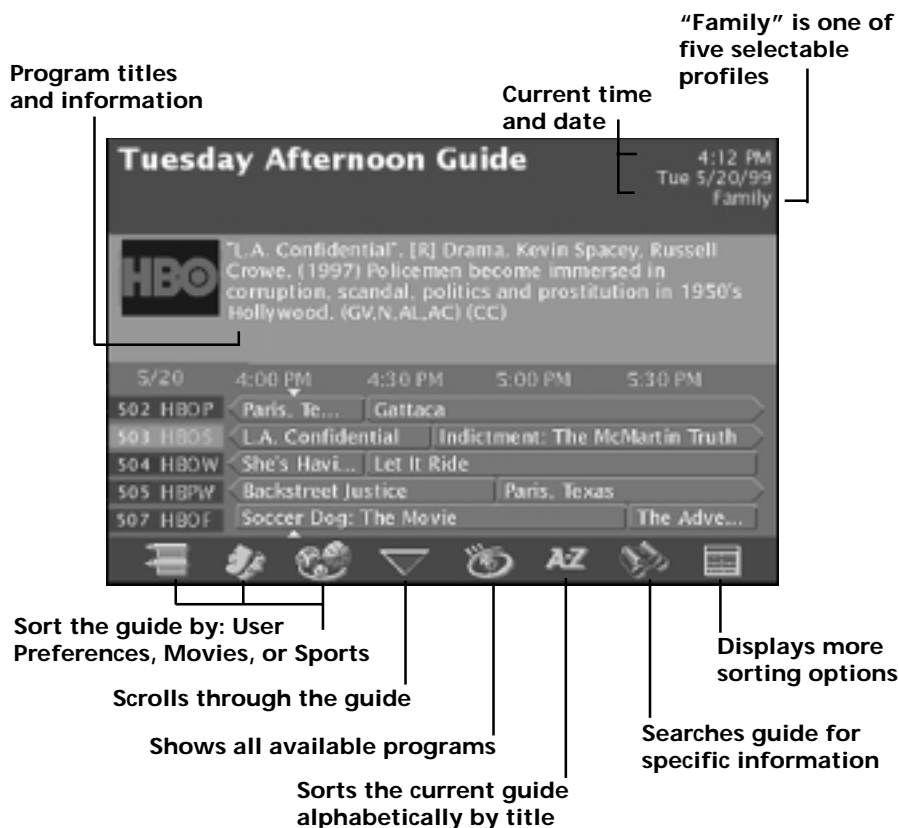 “Family” is one of
five selectable
profiles
Program titles
and information
Current time
and date
Tuesday Afternoon Guide
4:12 PM
Tue 5/20/99
Family
HBO
"L.A. Confidential", [R] Drama. Kevin Spacey, Russell
Crowe. (1997) Policemen become immersed in
corruption, scandal, politics and prostitution in 1950's
Hollywood. (GV,N,AL,AC) (CC)
5/20 4:00 PM 4:30 PM 5:00 PM 5:30 PM
502 HBOP Paris, Te... Gattaca
503 HBOS L.A. Confidential Indictment: The McMartin Truth
504 HBOW She's Havi... Let It Ride
505 HBPW Backstreet Justice Paris, Texas
507 HBOF Soccer Dog: The Movie The Adve...
A-Z
Sort the guide by: User
Preferences, Movies, or Sports
Displays more
sorting options
Scrolls through the guide
Shows all available programs
Searches guide for
specific information
Sorts the current guide
alphabetically by title